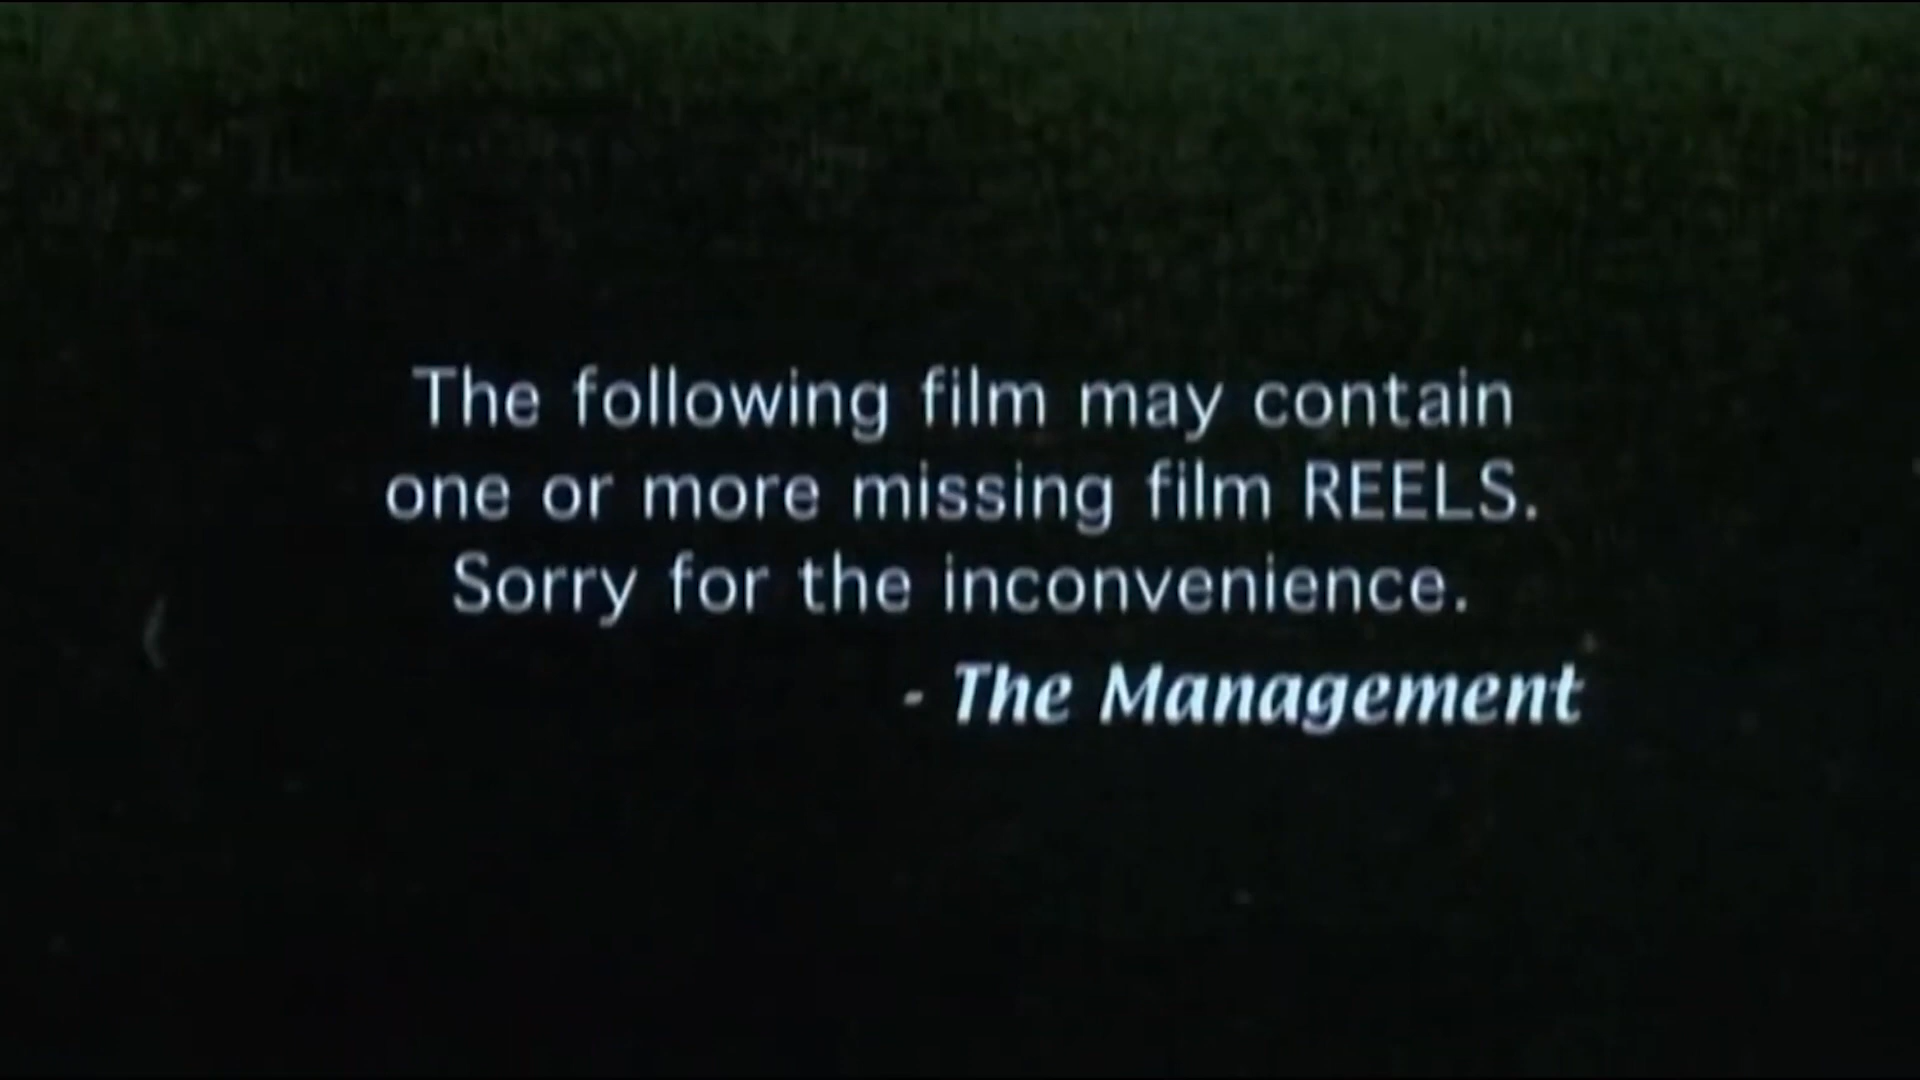 The following film may contain
one or more missing film REELS.
Sorry for the inconvenience.
- The Management